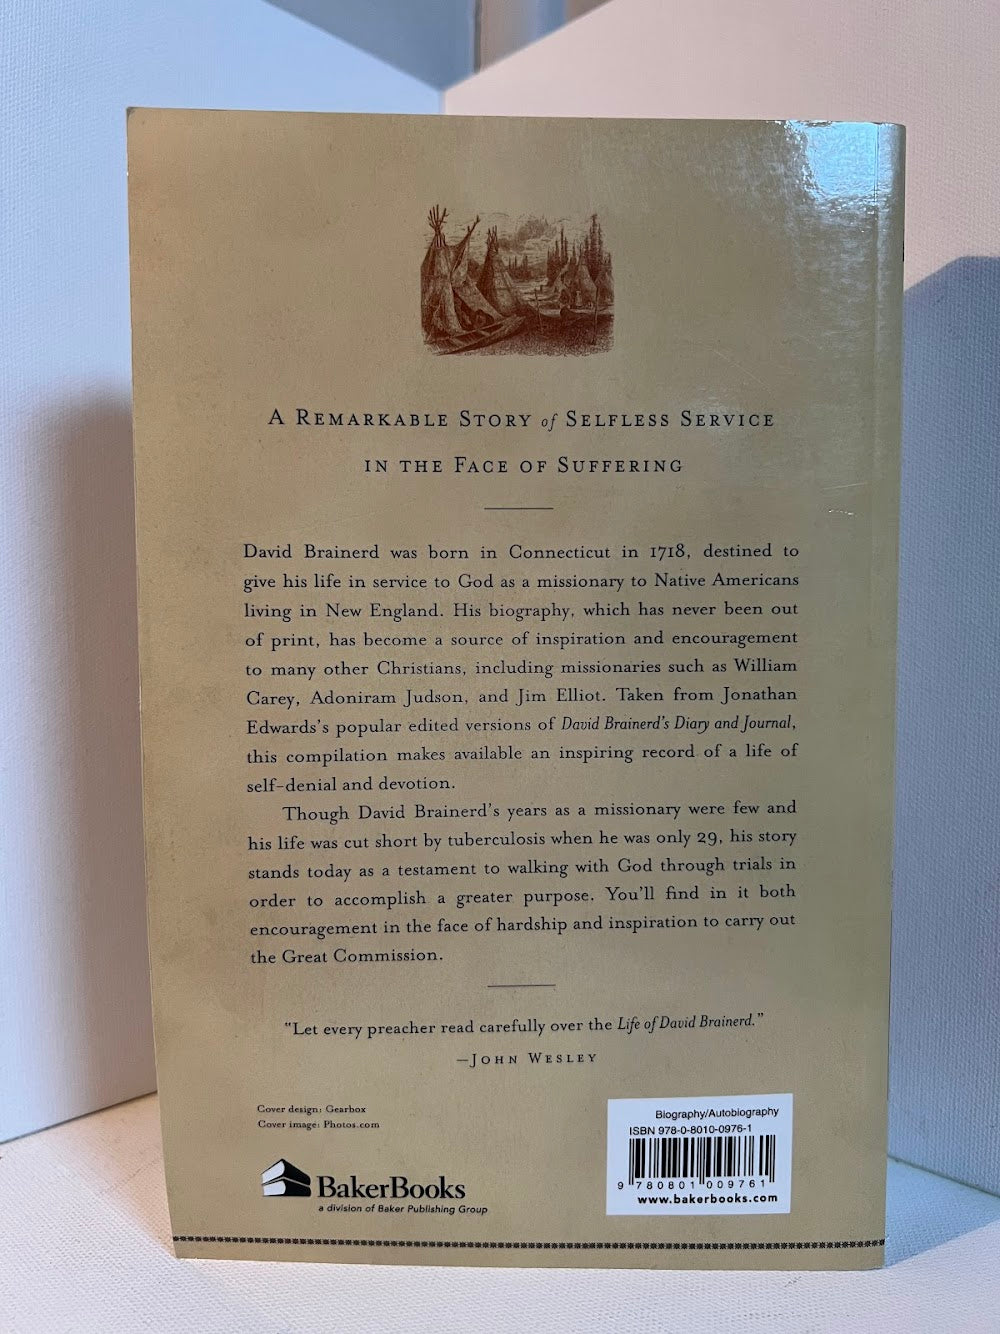 A Remarkable Story of Selfless Service
in the Face of Suffering
David Brainerd was born in Connecticut in 1718, destined to
give his life in service to God as a missionary to Native Americans
living in New England. His biography, which has never been out
of print, has become a source of inspiration and encouragement
to many other Christians, including missionaries such as William
Carey, Adoniram Judson, and Jim Elliot. Taken from Jonathan
Edwards's popular edited versions of David Brainerd's Diary and Journal,
this compilation makes available an inspiring record of a life of
self-denial and devotion.
Though David Brainerd's years as a missionary were few and
his life was cut short by tuberculosis when he was only 29, his story
stands today as a testament to walking with God through trials in
order to accomplish a greater purpose. You'll find in it both
encouragement in the face of hardship and inspiration to carry out
the Great Commission.
"Let every preacher read carefully over the Life of David Brainerd."
—John Wesley
Cover design: Gearbox
Cover image: Photos.com
BakerBooks
a division of Baker Publishing Group
Biography/Autobiography
ISBN 978-0-8010-0976-1
9 780801 009761
www.bakerbooks.com